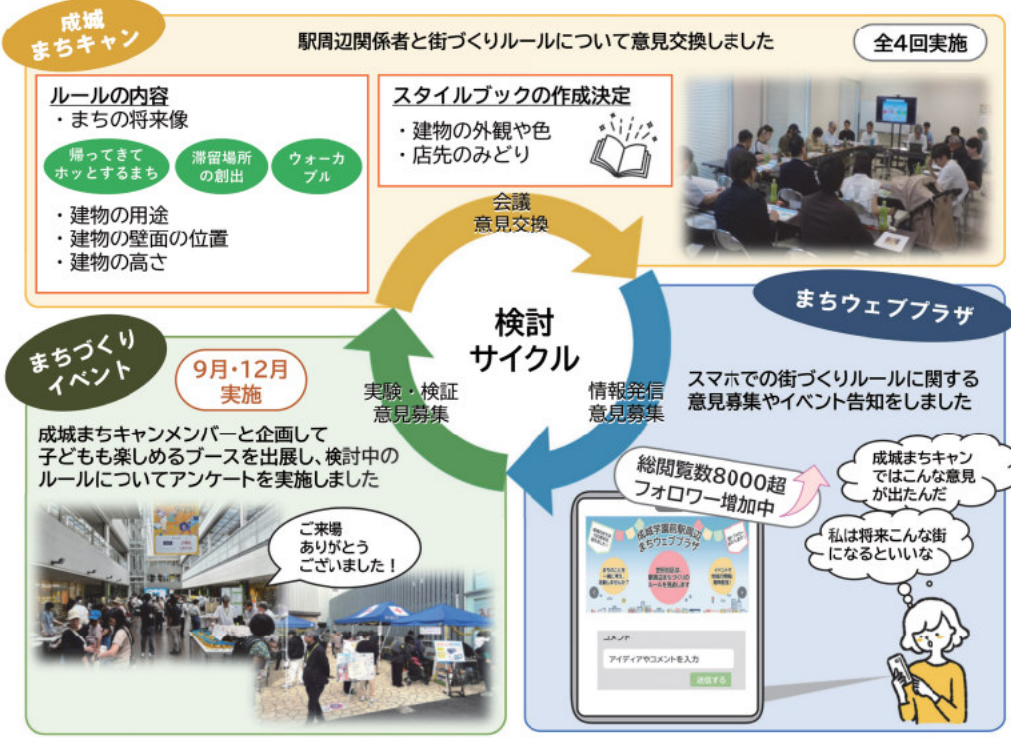 成城
まちキャン
駅周辺関係者と街づくりルールについて意見交換しました
全4回実施
ルールの内容
・まちの将来像
帰ってきて
ホッとするまち
滞留場所
の創出
ウォーカ
ブル
・建物の用途
・建物の壁面の位置
・建物の高さ
スタイルブックの作成決定
・建物の外観や色
・店先のみどり
会議
意見交換
検討
サイクル
情報発信
意見募集
実験・検証
意見募集
まちウェブプラザ
スマホでの街づくりルールに関する
意見募集やイベント告知をしました
総閲覧数8000超
フォロワー増加中
成城まちキャン
ではこんな意見
が出たんだ
私は将来こんな街
になるといいな
成城学園前駅周辺
まちウェブプラザ
アイディアやコメントを入力
送信する
まちづくり
イベント
9月・12月
実施
成城まちキャンメンバーと企画して
子どもも楽しめるブースを出展し、検討中の
ルールについてアンケートを実施しました
ご来場
ありがとう
ございました!